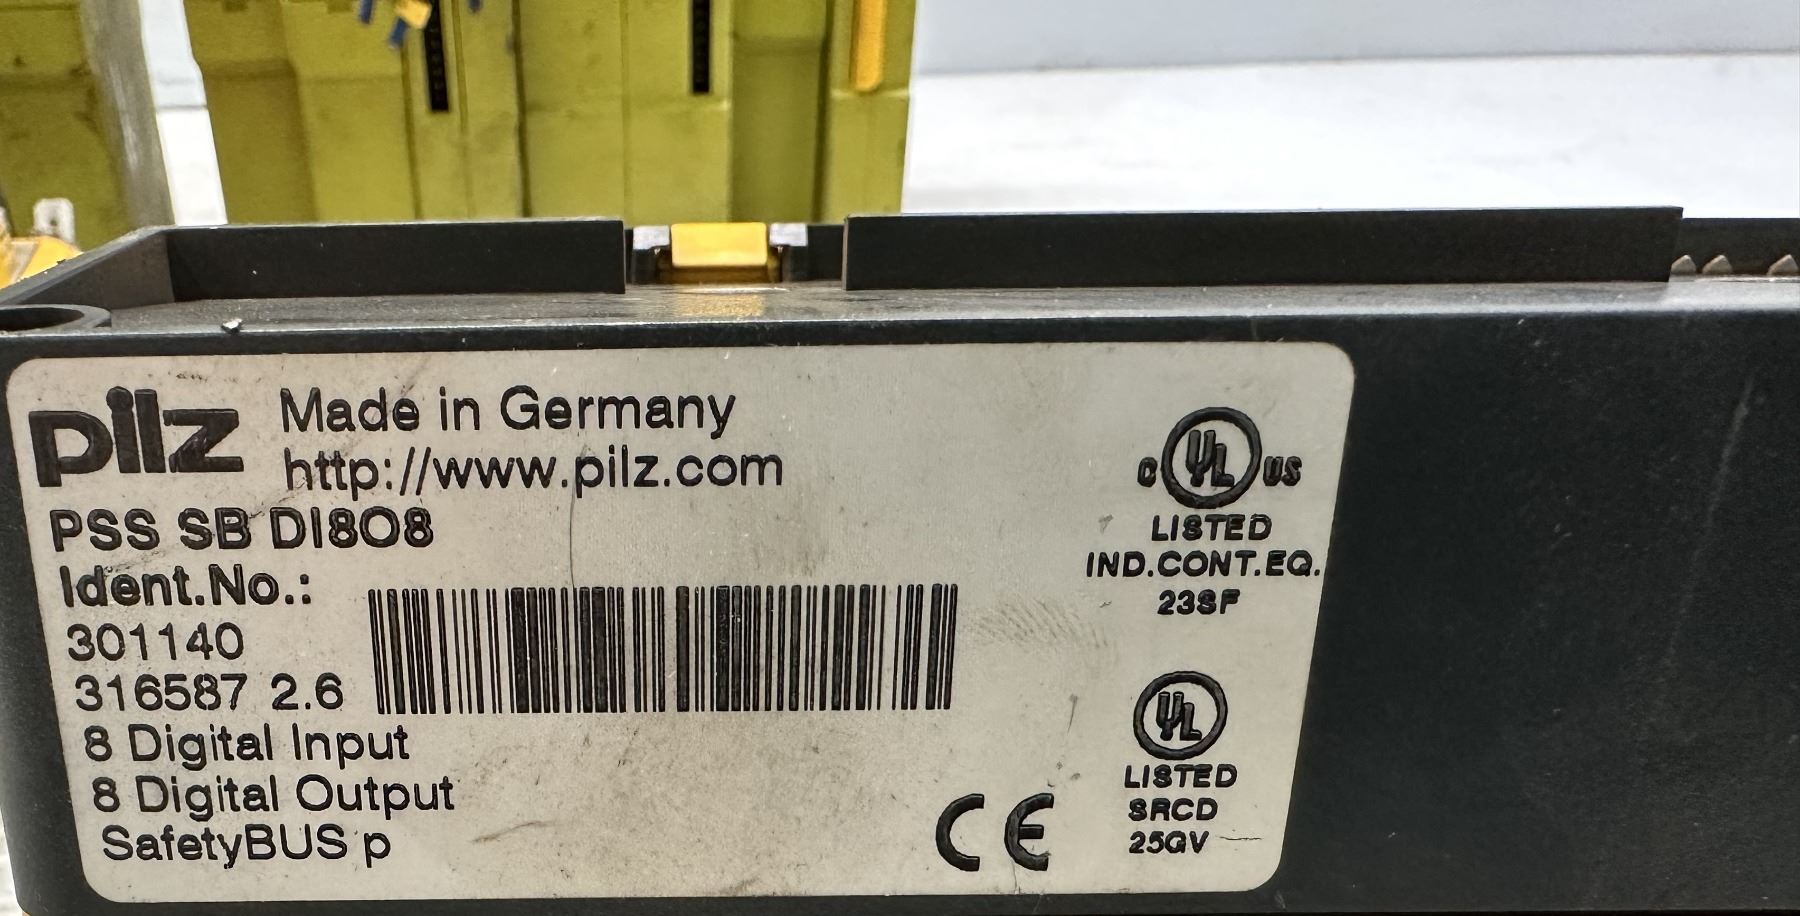 pilz
Made in Germany
http://www.pilz.com
PSS SB DI8O8
Ident.No.:
301140
316587 2.6
8 Digital Input
8 Digital Output
SafetyBUS p
C UL US
LISTED
IND.CONT.EQ.
23SF
UL
LISTED
SRCD
25GV
CE